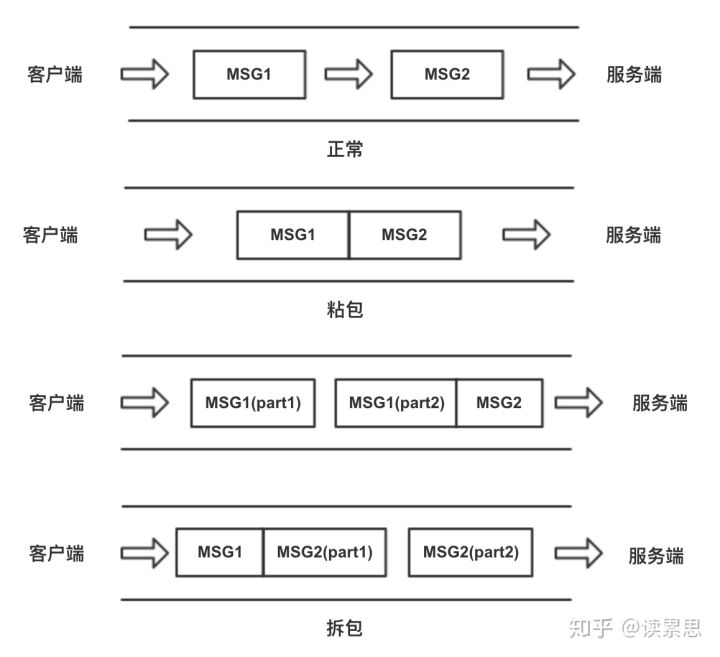 客户端 MSG1 MSG2 服务端
正常
客户端 MSG1 MSG2 服务端
粘包
客户端 MSG1(part1) MSG1(part2) MSG2 服务端
客户端 MSG1 MSG2(part1) MSG2(part2) 服务端
拆包
知乎 @读累思